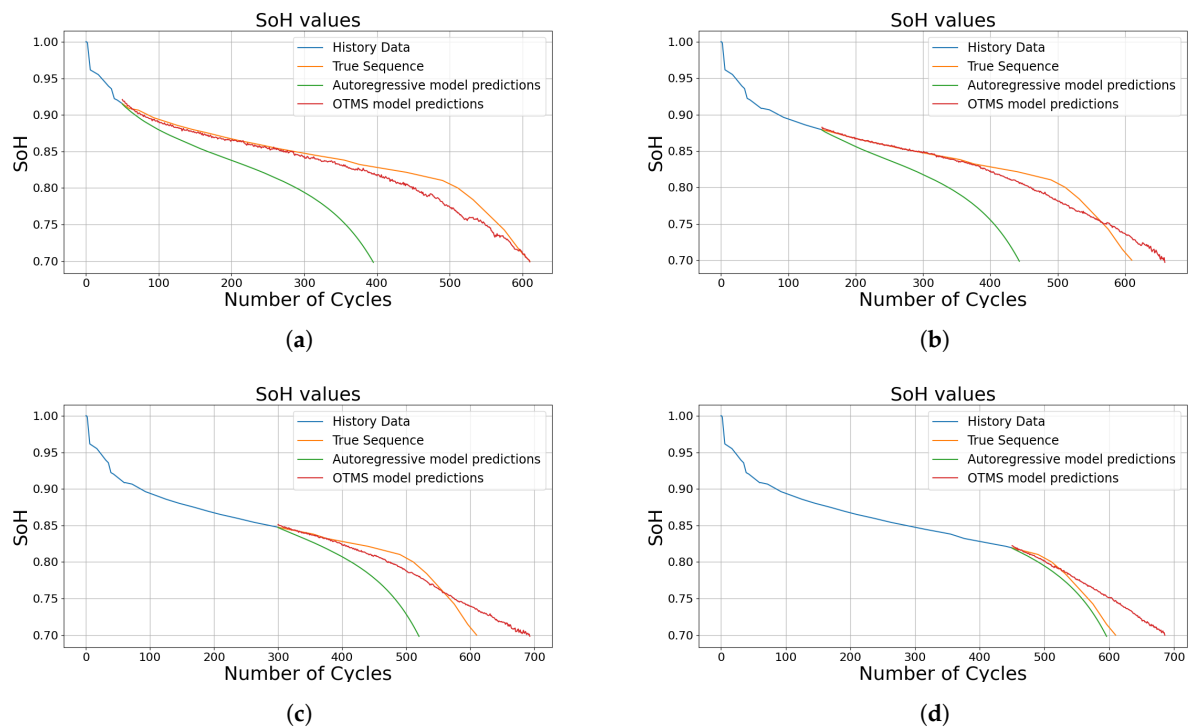 SoH values
History Data
True Sequence
Autoregressive model predictions
OTMS model predictions
SoH
1.00
0.95
0.90
0.85
0.80
0.75
0.70
0 100 200 300 400 500 600
Number of Cycles
(a)
SoH values
History Data
True Sequence
Autoregressive model predictions
OTMS model predictions
SoH
1.00
0.95
0.90
0.85
0.80
0.75
0.70
0 100 200 300 400 500 600
Number of Cycles
(b)
SoH values
History Data
True Sequence
Autoregressive model predictions
OTMS model predictions
SoH
1.00
0.95
0.90
0.85
0.80
0.75
0.70
0 100 200 300 400 500 600 700
Number of Cycles
(c)
SoH values
History Data
True Sequence
Autoregressive model predictions
OTMS model predictions
SoH
1.00
0.95
0.90
0.85
0.80
0.75
0.70
0 100 200 300 400 500 600 700
Number of Cycles
(d)